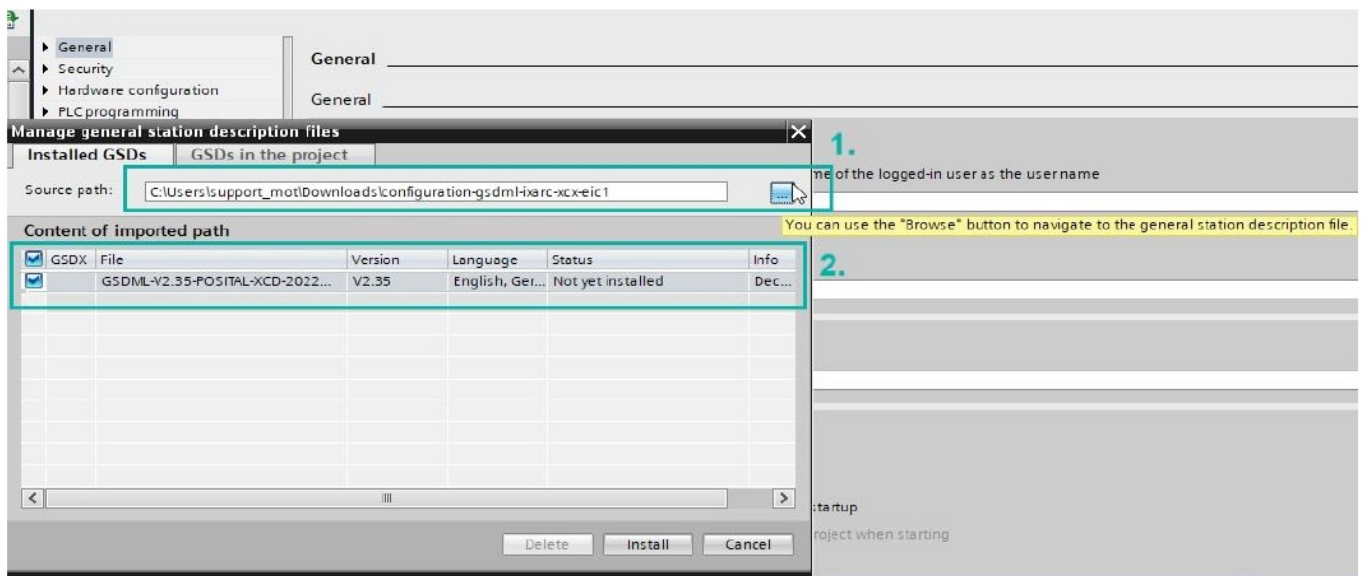 General
Security
Hardware configuration
PLC programming
General
General
Manage general station description files
Installed GSDs
GSDs in the project
Source path:
C:\Users\support_mot\Downloads\configuration-gsdml-ixarc-xcx-eic1
...
1.
me of the logged-in user as the user name
You can use the "Browse" button to navigate to the general station description file.
Content of imported path
GSDX File Version Language Status Info
GSDML-V2.35-POSITAL-XCD-2022... V2.35 English, Ger... Not yet installed Dec...
2.
startup
roject when starting
Delete Install Cancel